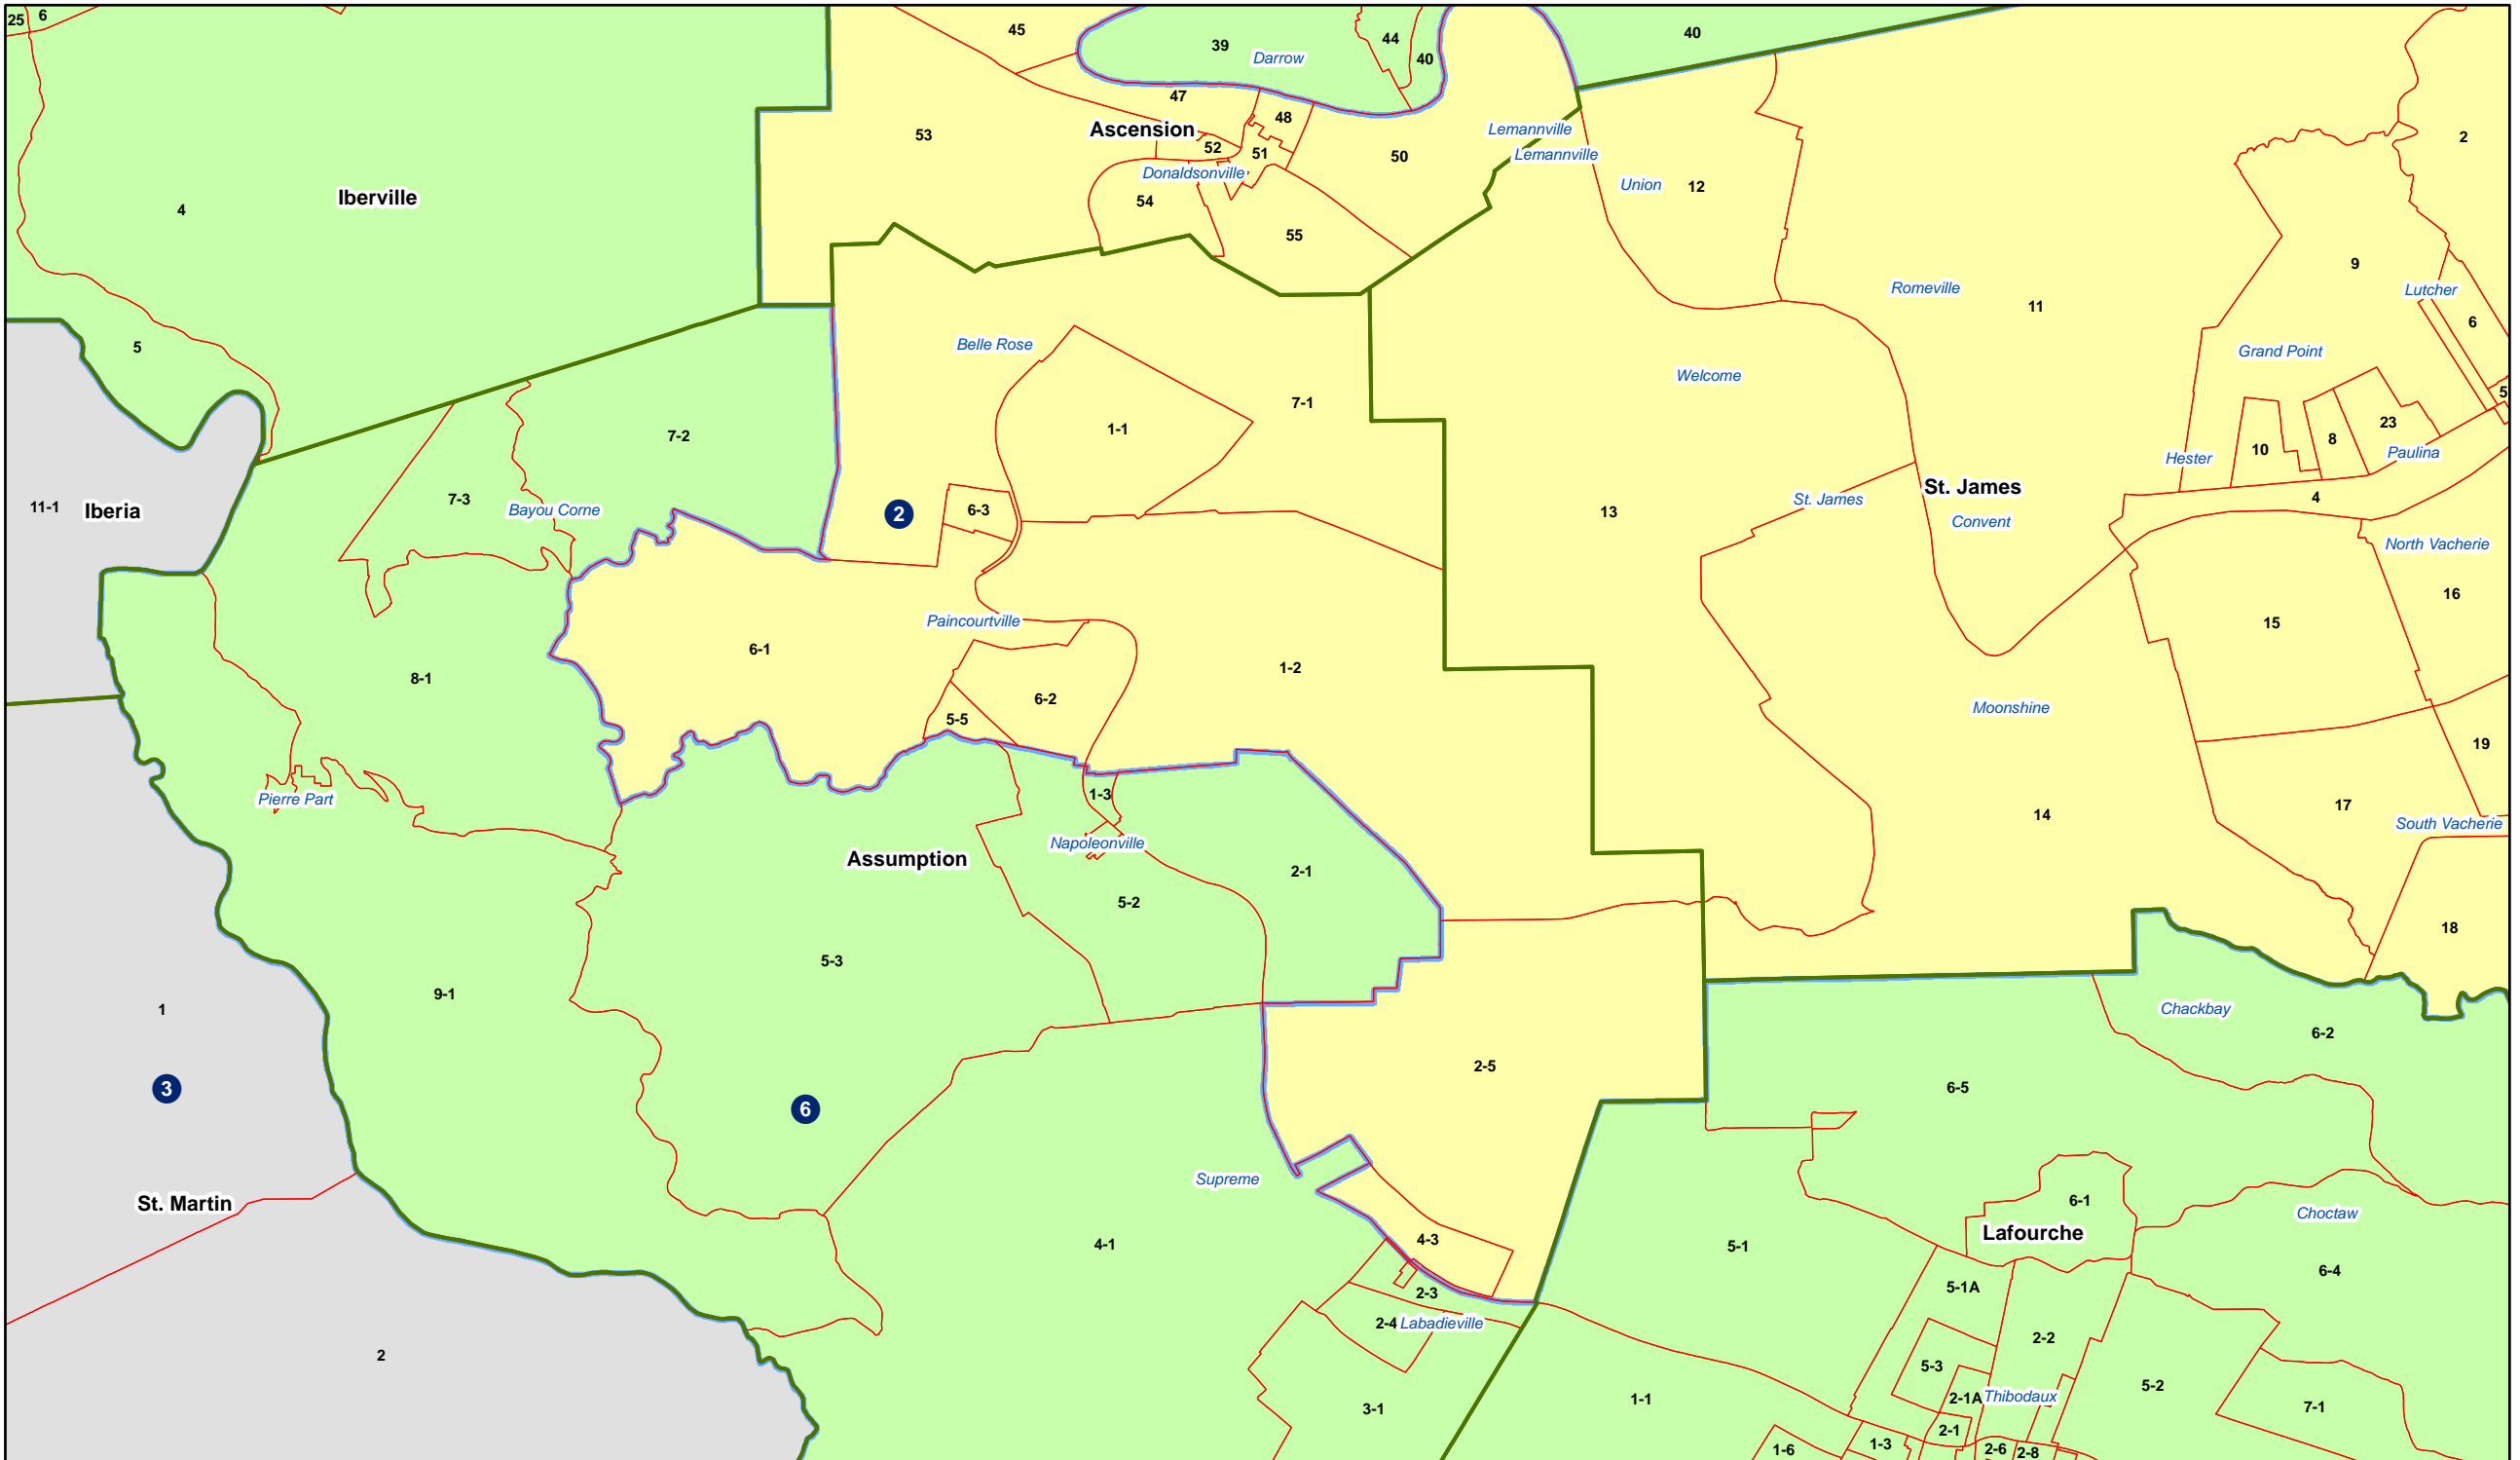 25
6
45
39
Darrow
44
40
40
47
48
53
Ascension
52
51
50
Lemannville
Lemannville
2
Donaldsonville
Union
12
Iberville
4
54
55
9
Romeville
11
Lutcher
6
5
Belle Rose
Welcome
Grand Point
5
7-1
1-1
7-2
23
8
10
Paulina
Hester
7-3
Bayou Corne
11-1
Iberia
2
6-3
13
St. James
St. James
Convent
4
North Vacherie
16
15
Paincourtville
6-1
1-2
8-1
6-2
5-5
Moonshine
19
Pierre Part
1-3
Napoleonville
14
17
South Vacherie
Assumption
2-1
5-2
18
5-3
9-1
1
Chackbay
6-2
2-5
6-5
3
6
Supreme
St. Martin
6-1
Choctaw
Lafourche
4-3
4-1
5-1
6-4
2-3
5-1A
2-4
Labadieville
2
2-2
5-3
5-2
2-1A
Thibodaux
3-1
1-1
7-1
2-1
1-6
1-3
2-6
2-8